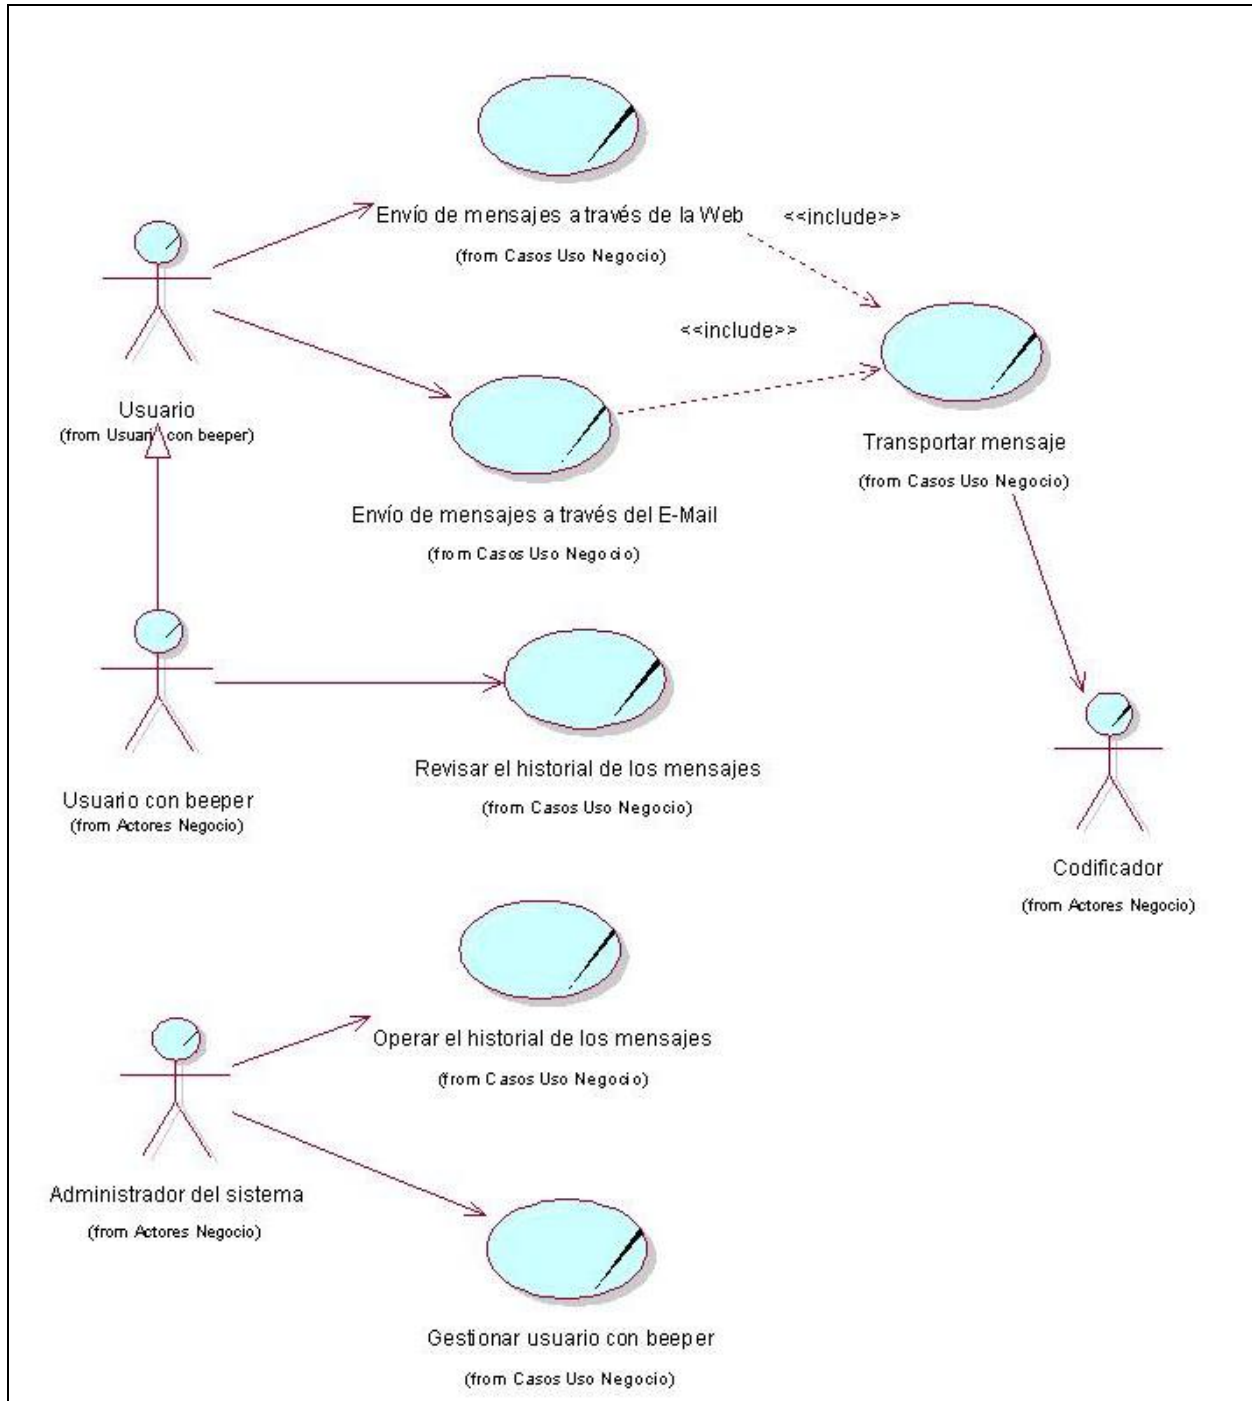 Envío de mensajes a través de la Web
<<include>>
(from Casos Uso Negocio)
<<include>>
Usuario
(from Usuario con beeper)
Transportar mensaje
(from Casos Uso Negocio)
Envío de mensajes a través del E-Mail
(from Casos Uso Negocio)
Revisar el historial de los mensajes
(from Casos Uso Negocio)
Usuario con beeper
(from Actores Negocio)
Codificador
(from Actores Negocio)
Operar el historial de los mensajes
(from Casos Uso Negocio)
Administrador del sistema
(from Actores Negocio)
Gestionar usuario con beeper
(from Casos Uso Negocio)